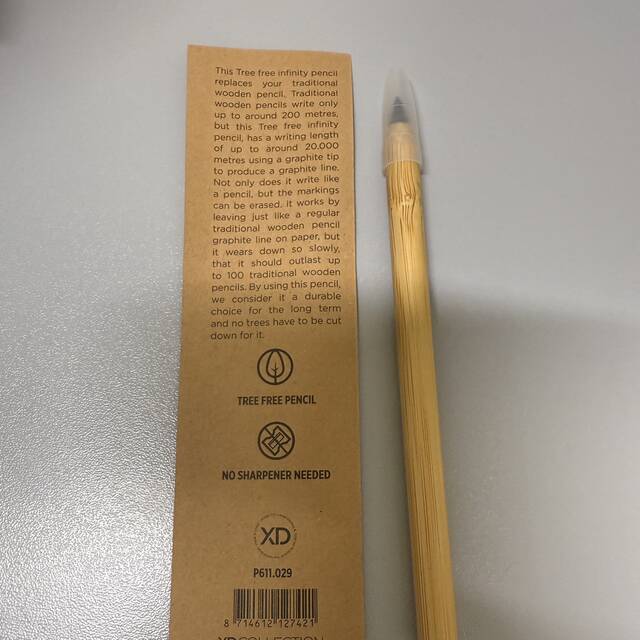 This Tree free infinity pencil
replaces your traditional
wooden pencil. Traditional
wooden pencils write only
up to around 200 metres,
but this Tree free infinity
pencil, has a writing length
of up to around 20.000
metres using a graphite tip
to produce a graphite line.
Not only does it write like
a pencil, but the markings
can be erased. It works by
leaving just like a regular
traditional wooden pencil
graphite line on paper, but
it wears down so slowly,
that it should outlast up
to 100 traditional wooden
pencils. By using this pencil,
we consider it a durable
choice for the long term
and no trees have to be cut
down for it.
TREE FREE PENCIL
NO SHARPENER NEEDED
XD
P611.029
8 714612 127421
XD COLLECTION